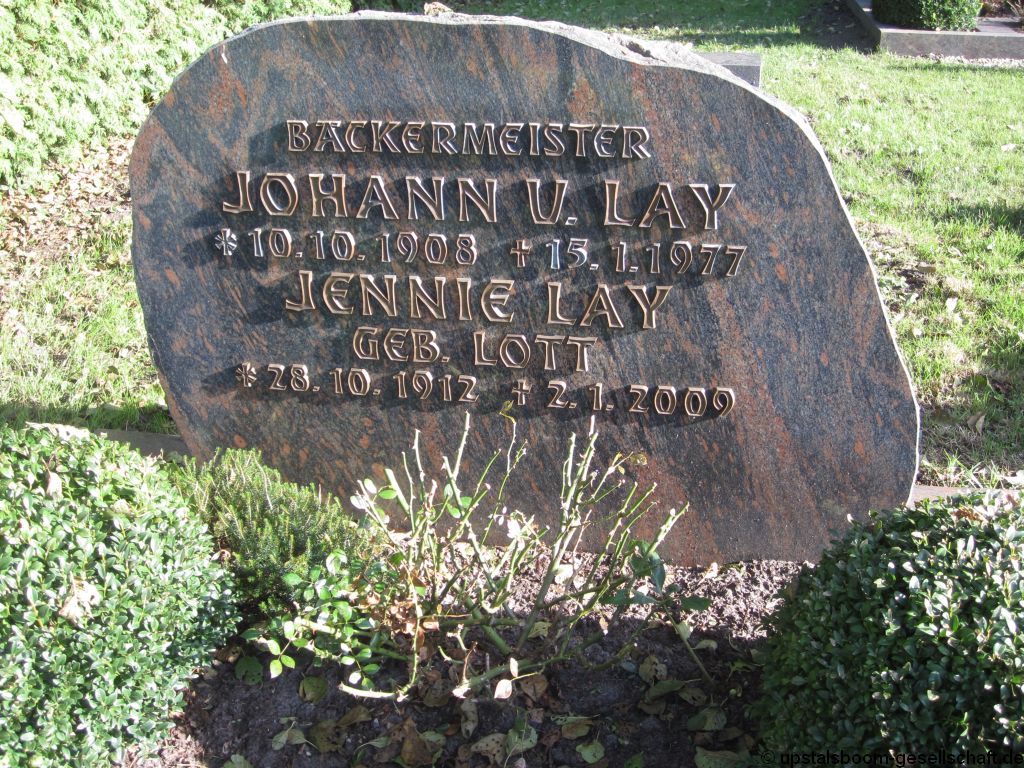 BÄCKERMEISTER
JOHANN U. LAY
* 10. 10. 1908 + 15. 1. 1977
JENNIE LAY
GEB. LOTT
* 28. 10. 1912 + 2. 1. 2009
© upstalsboom-gesellschaft.de